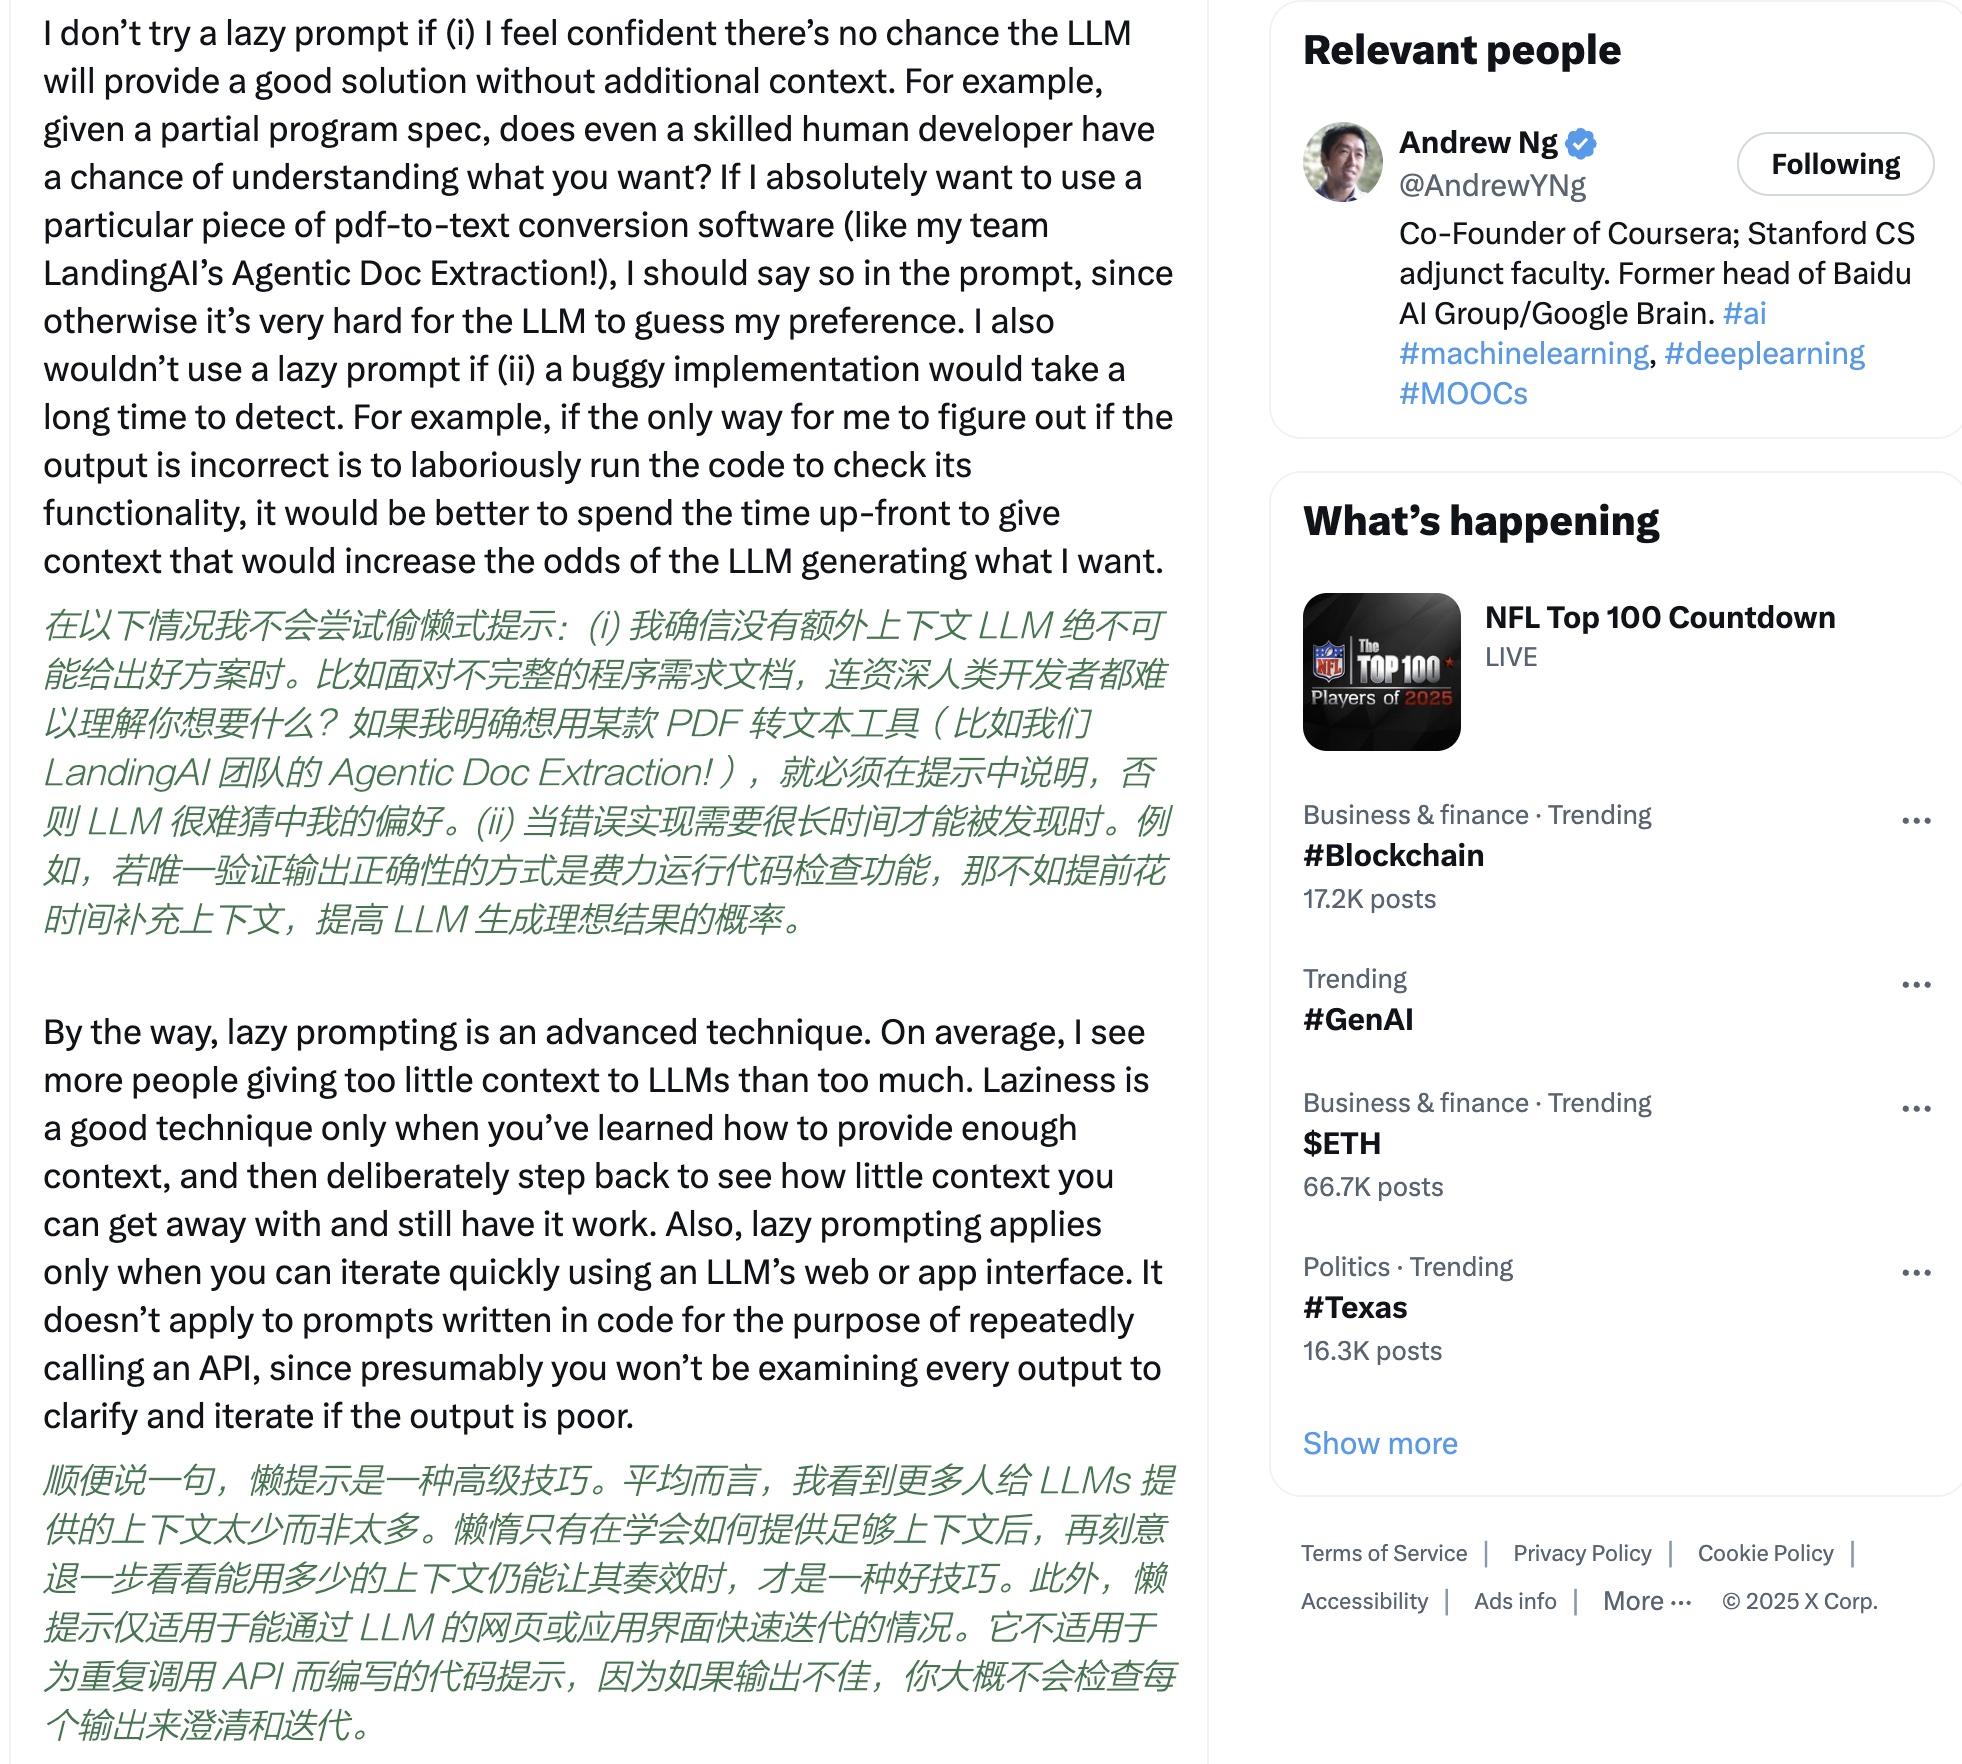 I don’t try a lazy prompt if (i) I feel confident there’s no chance the LLM
will provide a good solution without additional context. For example,
given a partial program spec, does even a skilled human developer have
a chance of understanding what you want? If I absolutely want to use a
particular piece of pdf-to-text conversion software (like my team
LandingAI’s Agentic Doc Extraction!), I should say so in the prompt, since
otherwise it’s very hard for the LLM to guess my preference. I also
wouldn’t use a lazy prompt if (ii) a buggy implementation would take a
long time to detect. For example, if the only way for me to figure out if the
output is incorrect is to laboriously run the code to check its
functionality, it would be better to spend the time up-front to give
context that would increase the odds of the LLM generating what I want.
在以下情况我不会尝试偷懒式提示：(i) 我确信没有额外上下文 LLM 绝不可
能给出好方案时。比如面对不完整的程序需求文档，连资深人类开发者都难
以理解你想要什么？如果我明确想用某款 PDF 转文本工具（比如我们
LandingAI 团队的 Agentic Doc Extraction!），就必须在提示中说明，否
则 LLM 很难猜中我的偏好。(ii) 当错误实现需要很长时间才能被发现时。例
如，若唯一验证输出正确性的方式是费力运行代码检查功能，那不如提前花
时间补充上下文，提高 LLM 生成理想结果的概率。
By the way, lazy prompting is an advanced technique. On average, I see
more people giving too little context to LLMs than too much. Laziness is
a good technique only when you’ve learned how to provide enough
context, and then deliberately step back to see how little context you
can get away with and still have it work. Also, lazy prompting applies
only when you can iterate quickly using an LLM’s web or app interface. It
doesn’t apply to prompts written in code for the purpose of repeatedly
calling an API, since presumably you won’t be examining every output to
clarify and iterate if the output is poor.
顺便说一句，懒提示是一种高级技巧。平均而言，我看到更多人给 LLMs 提
供的上下文太少而非太多。懒惰只有在学会如何提供足够上下文后，再刻意
退一步看看能用多少的上下文仍能让其奏效时，才是一种好技巧。此外，懒
提示仅适用于能通过 LLM 的网页或应用界面快速迭代的情况。它不适用于
为重复调用 API 而编写的代码提示，因为如果输出不佳，你大概不会检查每
个输出来澄清和迭代。
Relevant people
Andrew Ng
@AndrewYNg
Following
Co-Founder of Coursera; Stanford CS
adjunct faculty. Former head of Baidu
AI Group/Google Brain. #ai
#machinelearning, #deeplearning
#MOOCs
What’s happening
NFL
The
TOP 100
Players of 2025
NFL Top 100 Countdown
LIVE
Business & finance · Trending
#Blockchain
17.2K posts
Trending
#GenAI
Business & finance · Trending
$ETH
66.7K posts
Politics · Trending
#Texas
16.3K posts
Show more
Terms of Service | Privacy Policy | Cookie Policy |
Accessibility | Ads info | More ··· © 2025 X Corp.